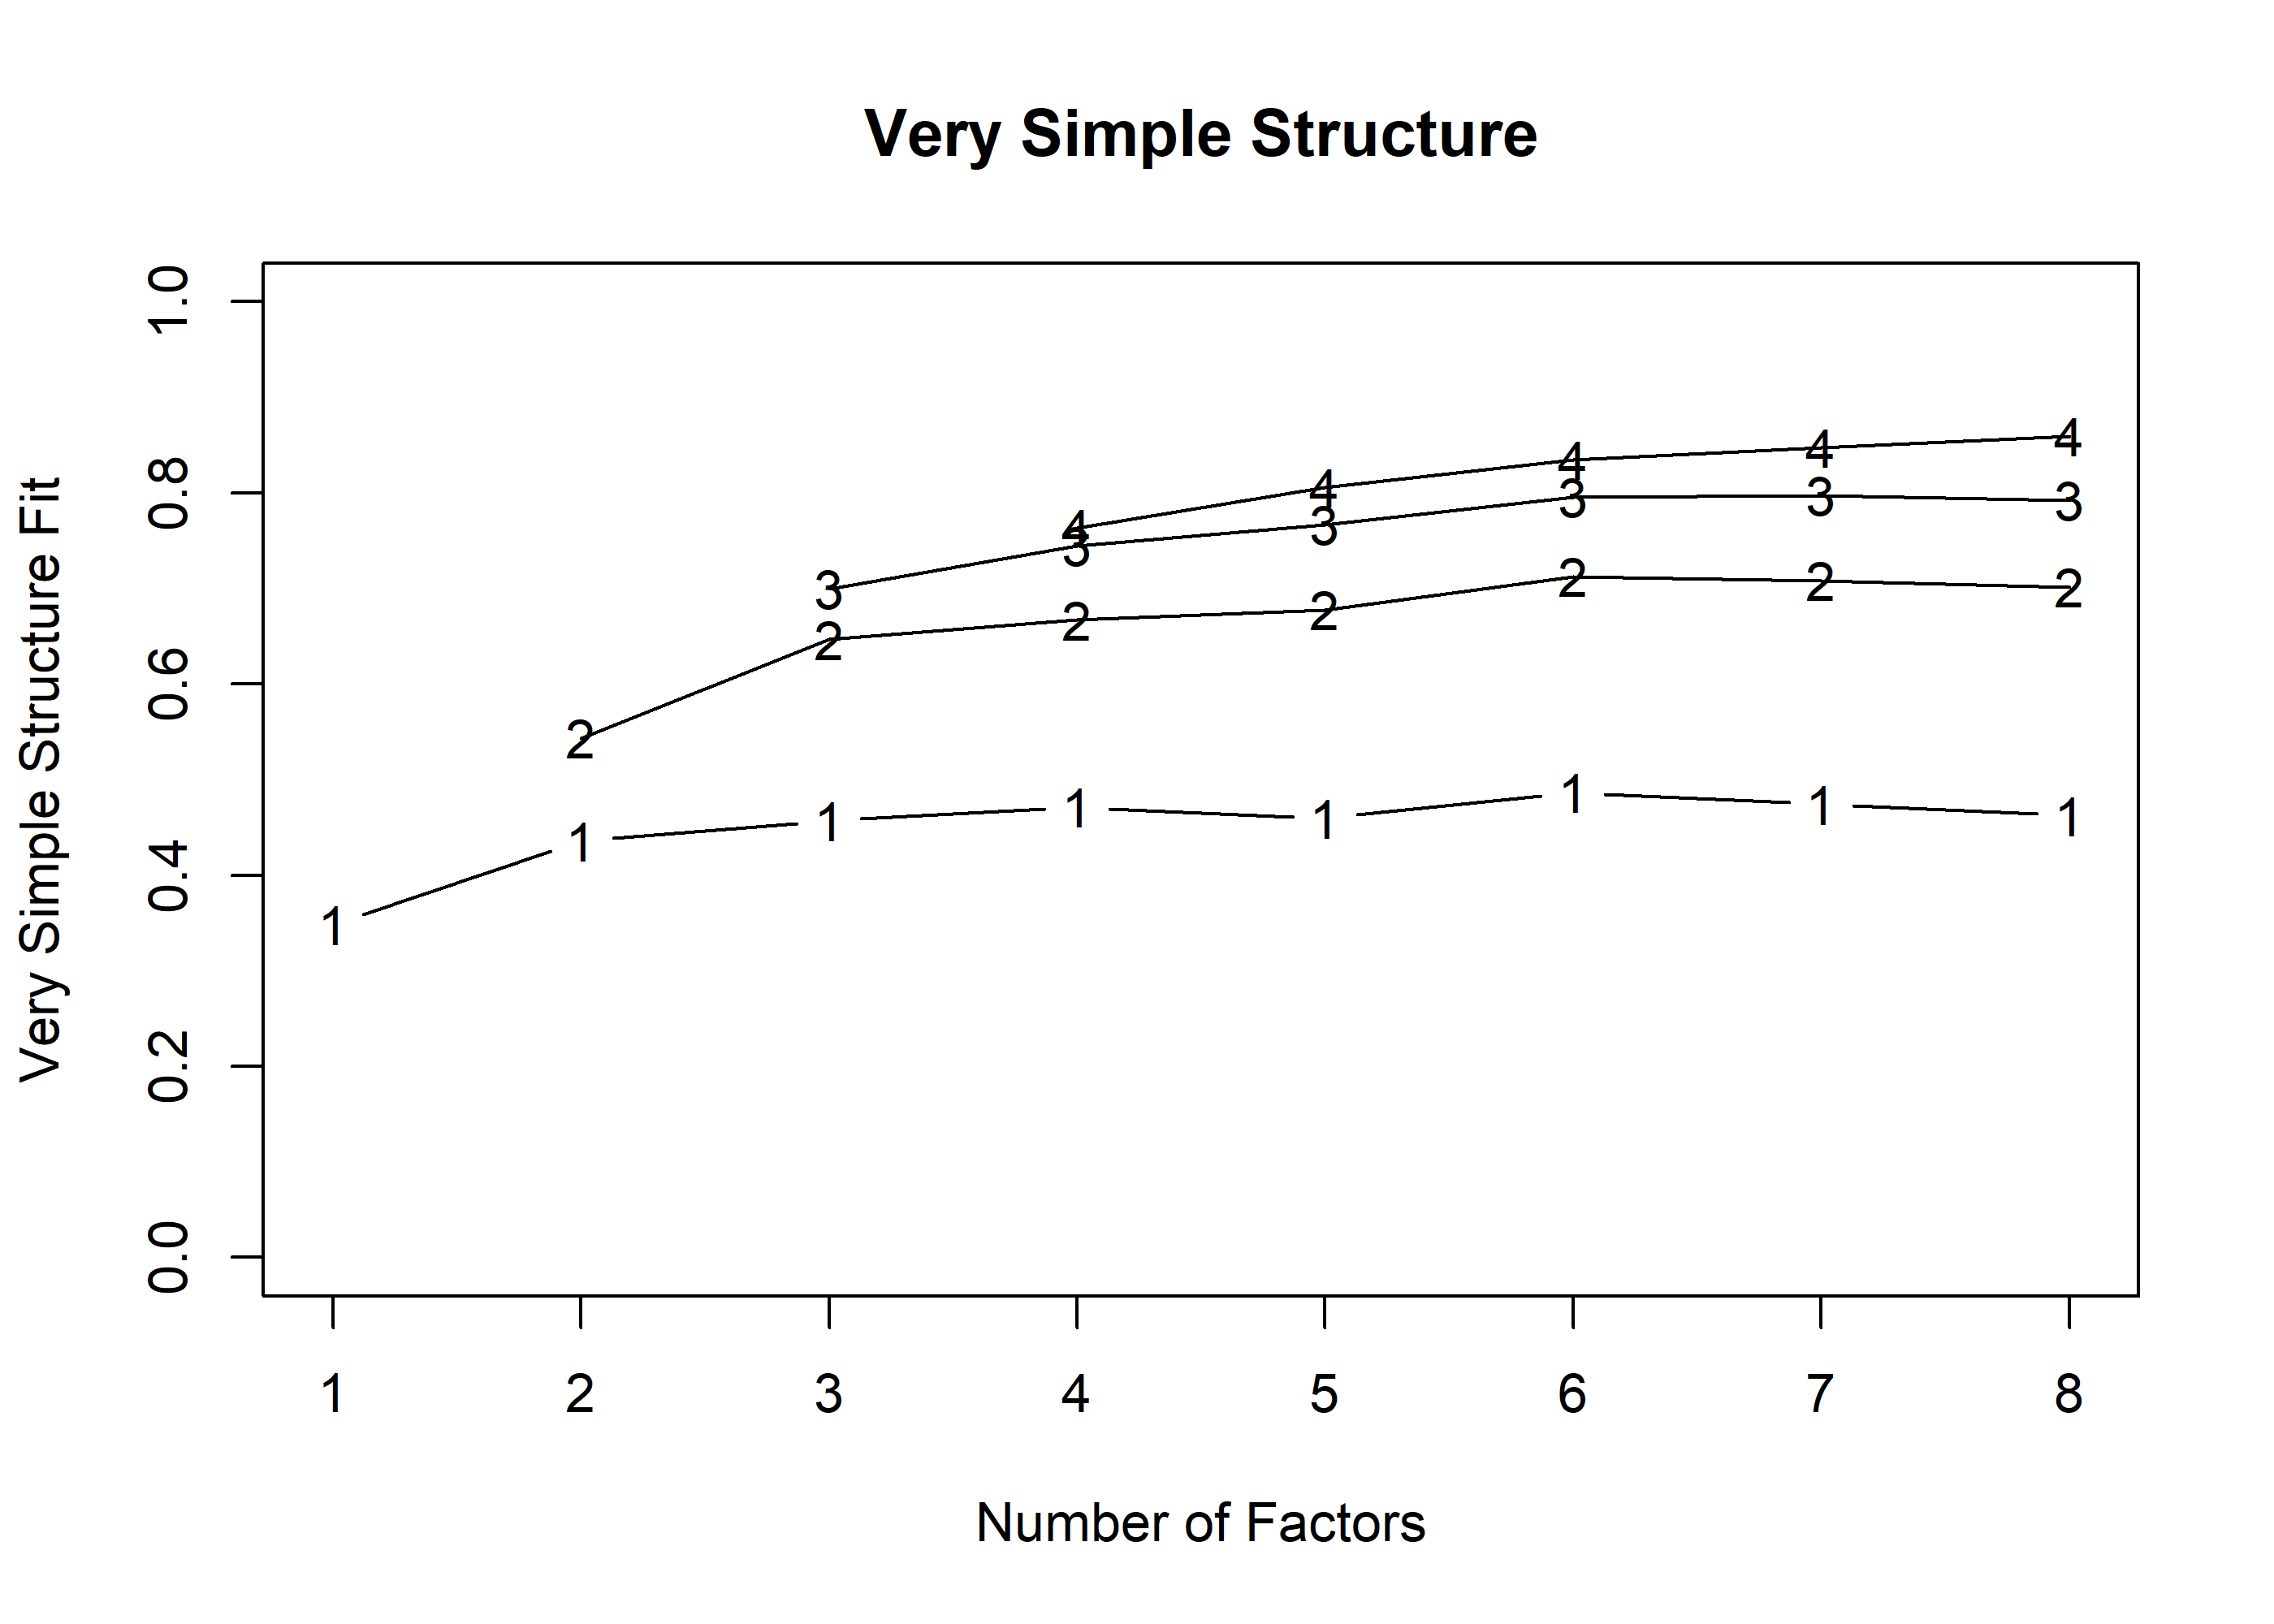 Very Simple Structure
Very Simple Structure Fit
1.0
0.8
0.6
0.4
0.2
0.0
4 4 4 4 4
3 3 3 3 3 3
2 2 2 2 2 2 2
1 1 1 1 1 1 1 1
1 2 3 4 5 6 7 8
Number of Factors